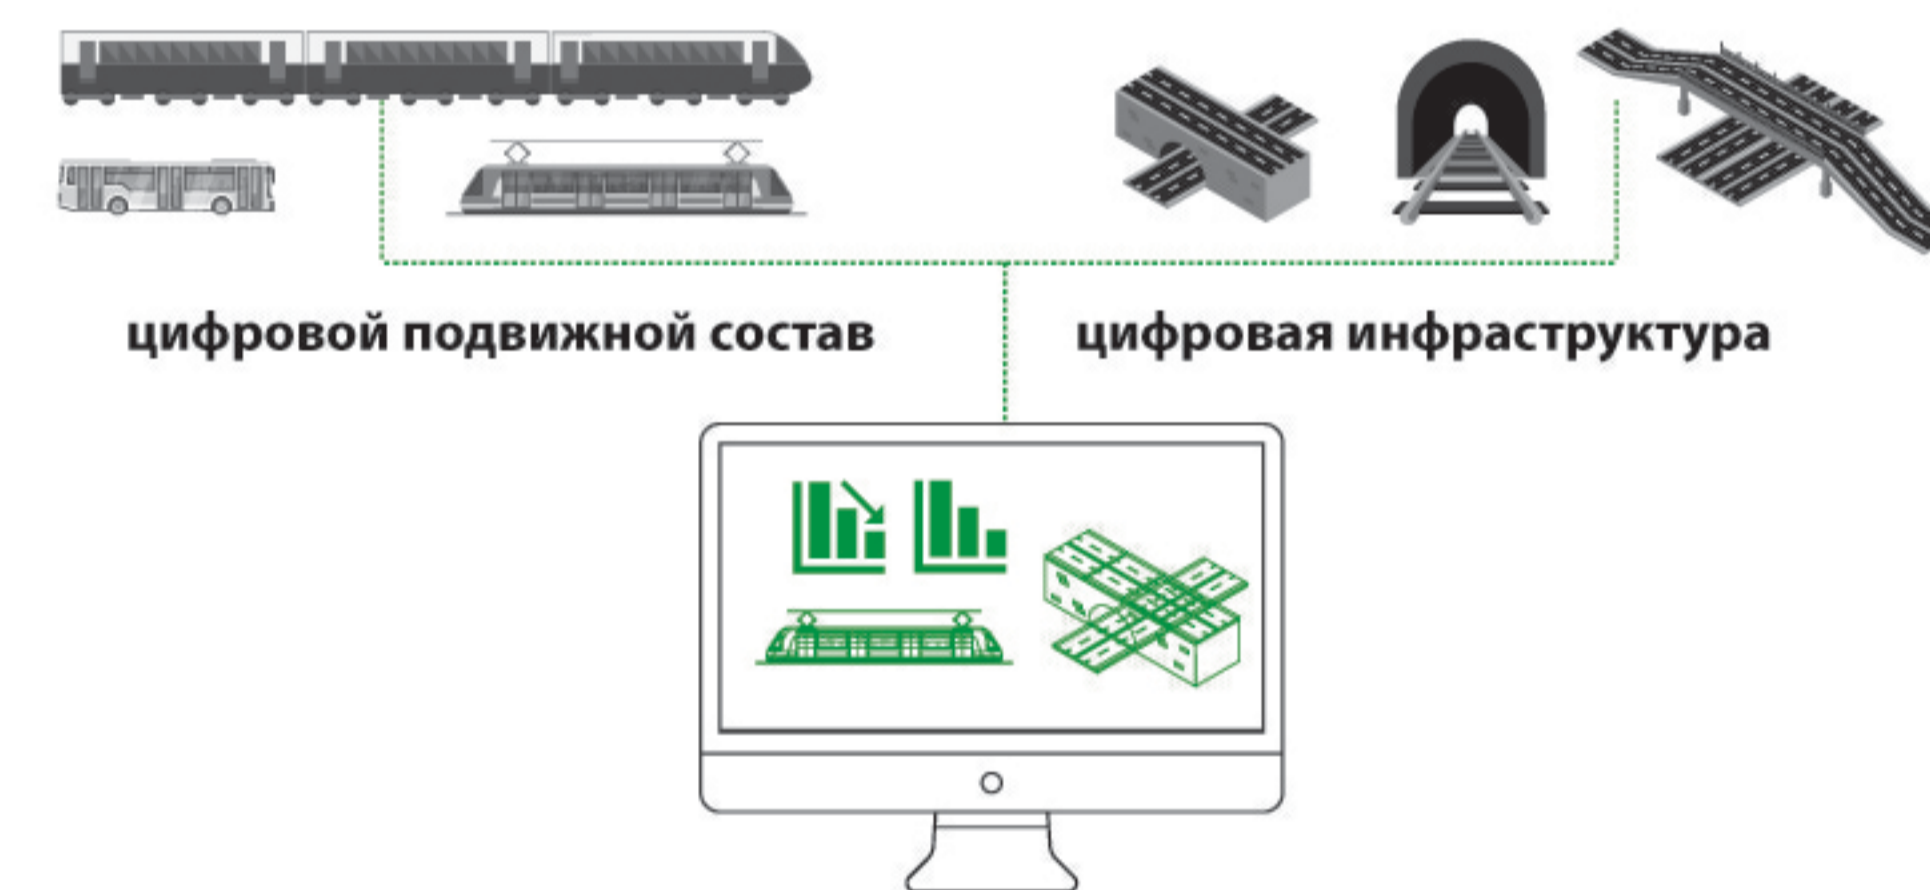 цифровой подвижной состав
цифровая инфраструктура